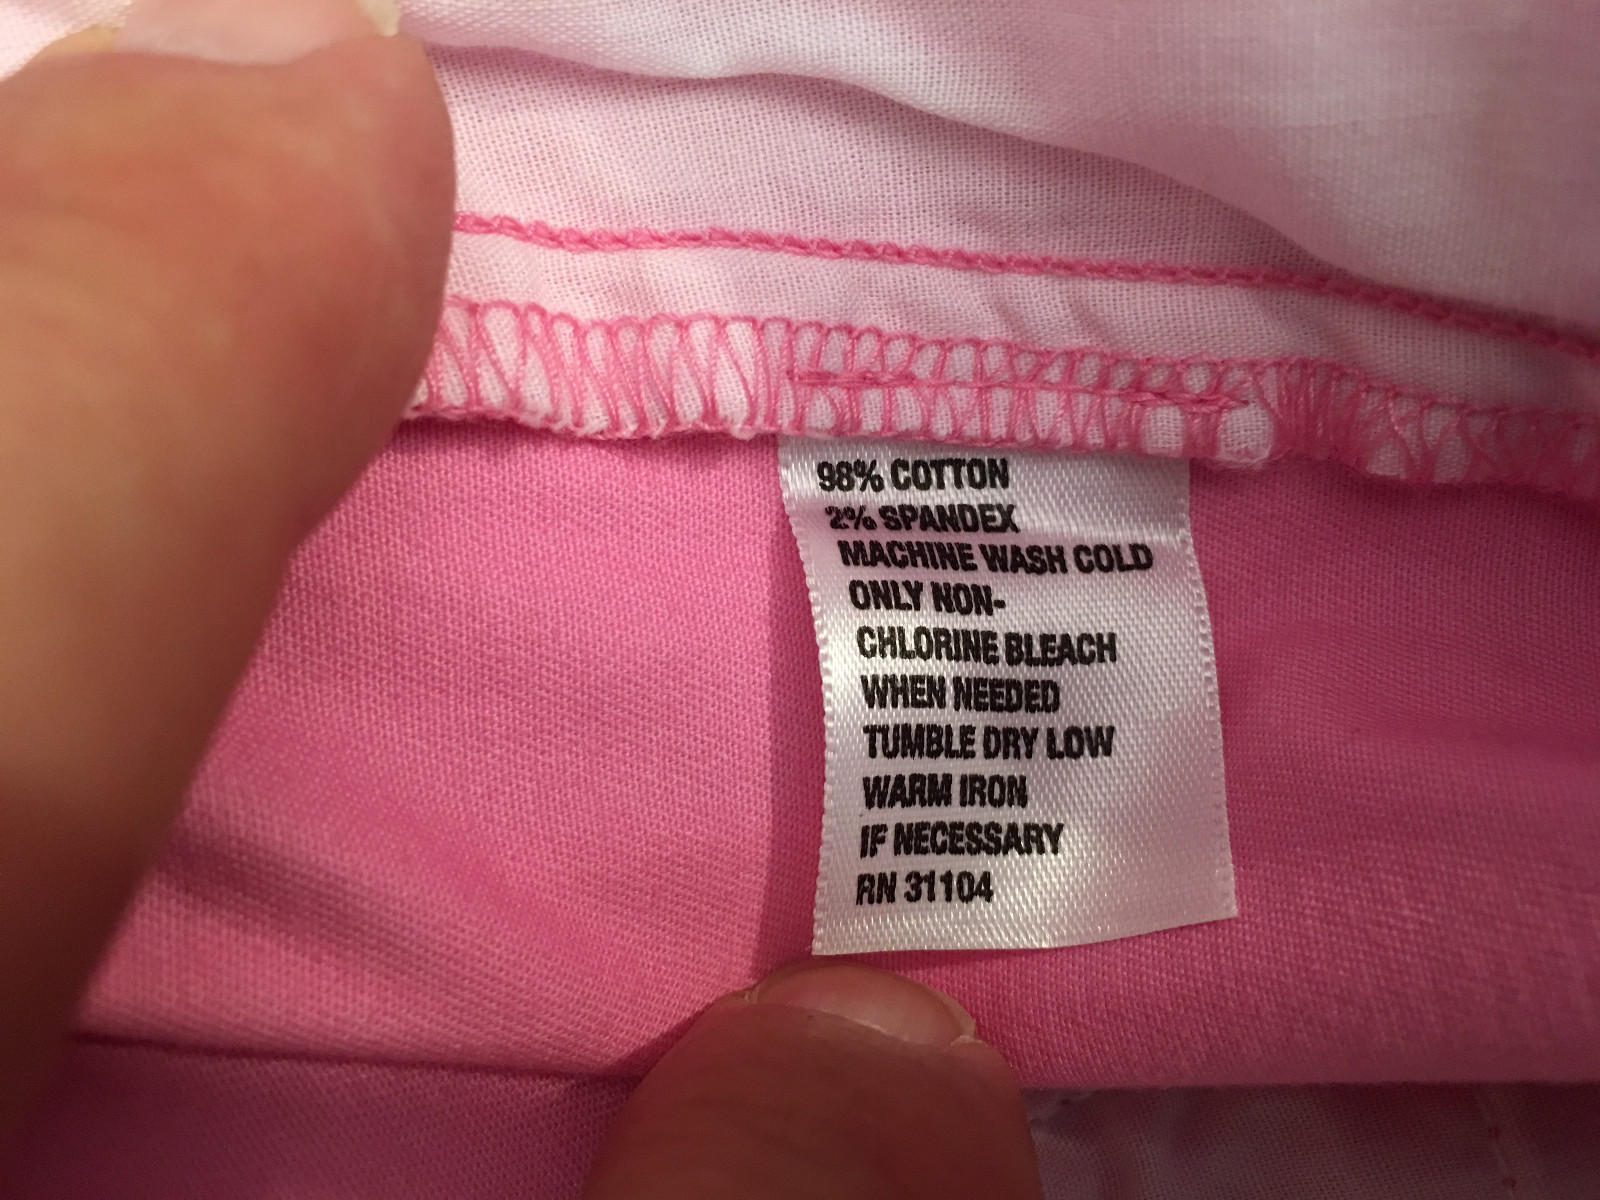 98% COTTON
2% SPANDEX
MACHINE WASH COLD
ONLY NON-
CHLORINE BLEACH
WHEN NEEDED
TUMBLE DRY LOW
WARM IRON
IF NECESSARY
RN 31104